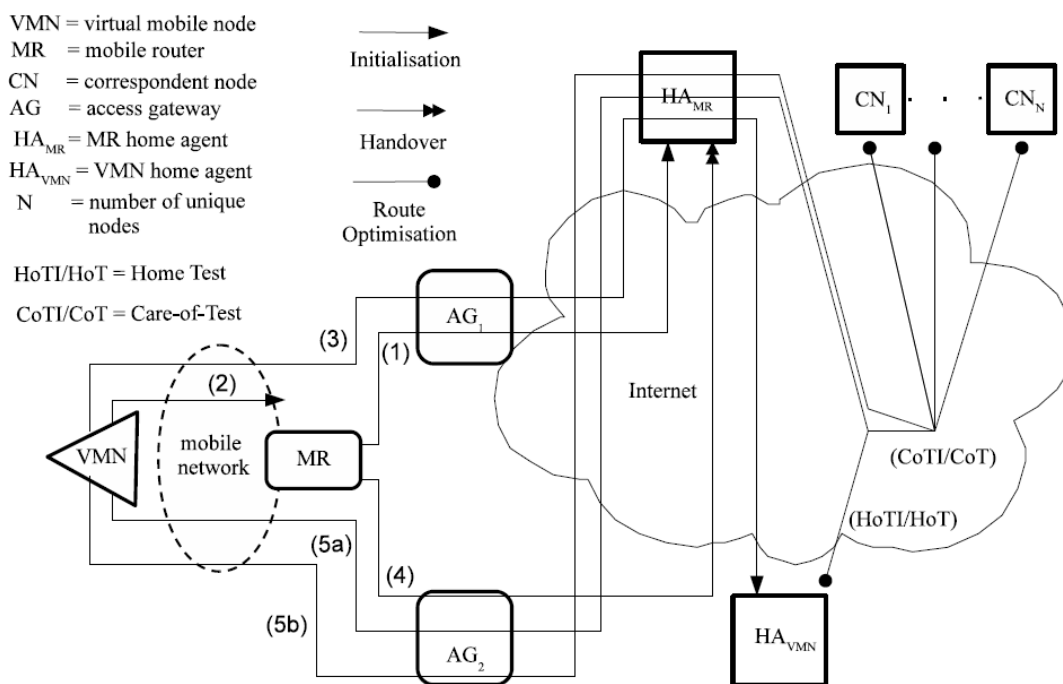 VMN = virtual mobile node
MR = mobile router
CN = correspondent node
AG = access gateway
HA_MR = MR home agent
HA_VMN = VMN home agent
N = number of unique
nodes
HoTI/HoT = Home Test
CoTI/CoT = Care-of-Test
Initialisation
Handover
Route
Optimisation
HA_MR
CN_1
. . .
CN_N
AG_1
(3)
(1)
(2)
Internet
VMN
mobile
network
MR
(CoTI/CoT)
(HoTI/HoT)
(5a)
(4)
(5b)
AG_2
HA_VMN